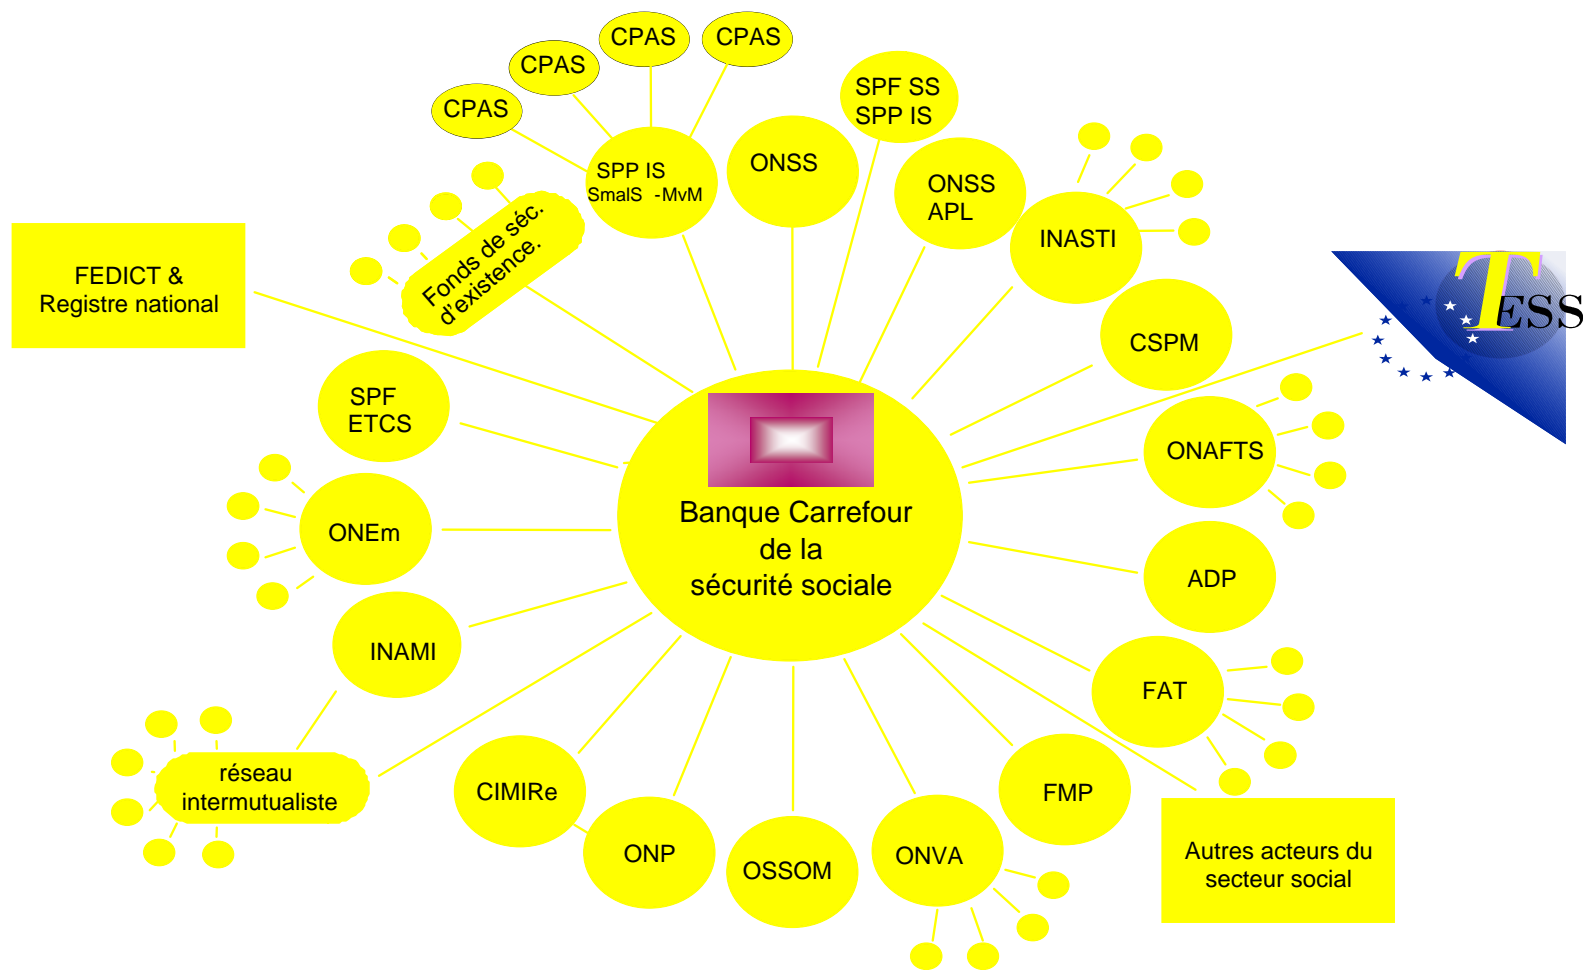 CPAS
CPAS
CPAS
CPAS
SPF SS
SPP IS
SPP IS
SmalS -MvM
ONSS
ONSS
APL
INASTI
Fonds de séc.
d'existence.
FEDICT &
Registre national
TESS
CSPM
SPF
ETCS
ONAFTS
Banque Carrefour
de la
sécurité sociale
ONEm
ADP
INAMI
FAT
réseau
intermutualiste
CIMIRe
FMP
ONP
OSSOM
ONVA
Autres acteurs du
secteur social